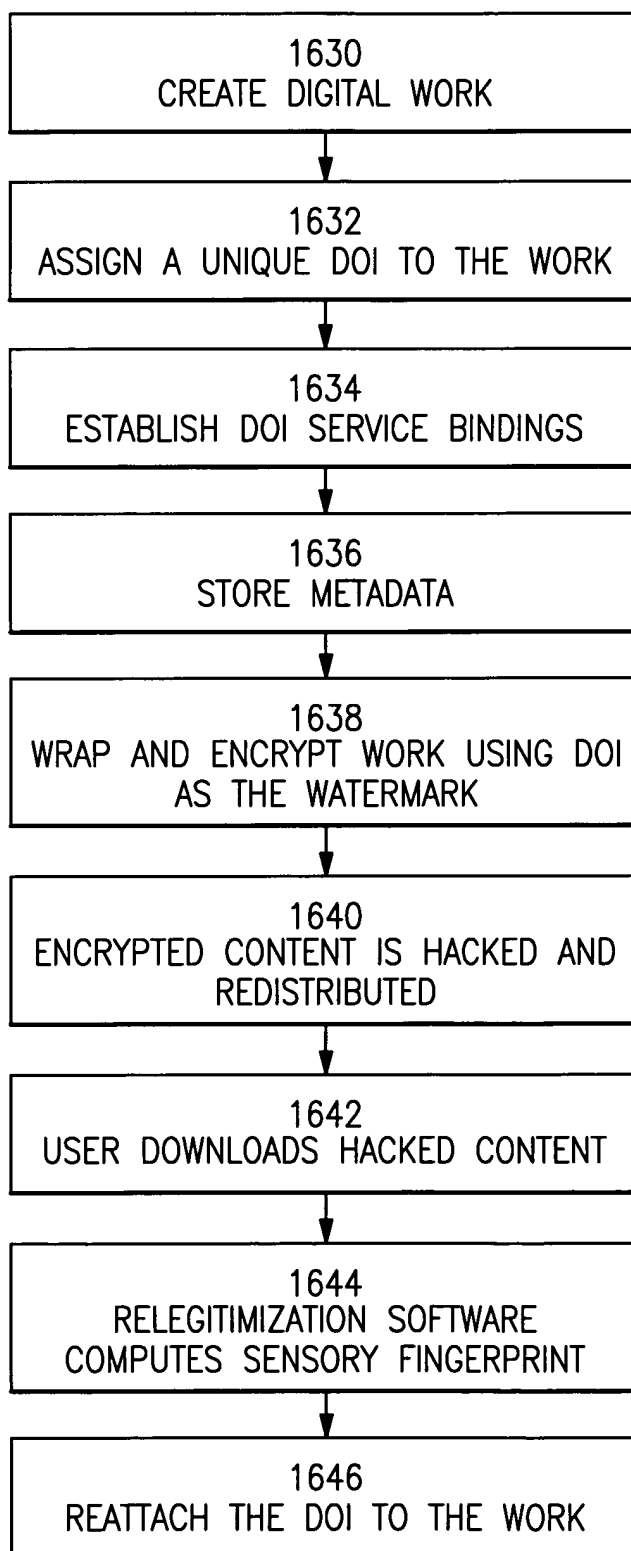 1630
CREATE DIGITAL WORK
1632
ASSIGN A UNIQUE DOI TO THE WORK
1634
ESTABLISH DOI SERVICE BINDINGS
1636
STORE METADATA
1638
WRAP AND ENCRYPT WORK USING DOI
AS THE WATERMARK
1640
ENCRYPTED CONTENT IS HACKED AND
REDISTRIBUTED
1642
USER DOWNLOADS HACKED CONTENT
1644
RELEGITIMIZATION SOFTWARE
COMPUTES SENSORY FINGERPRINT
1646
REATTACH THE DOI TO THE WORK